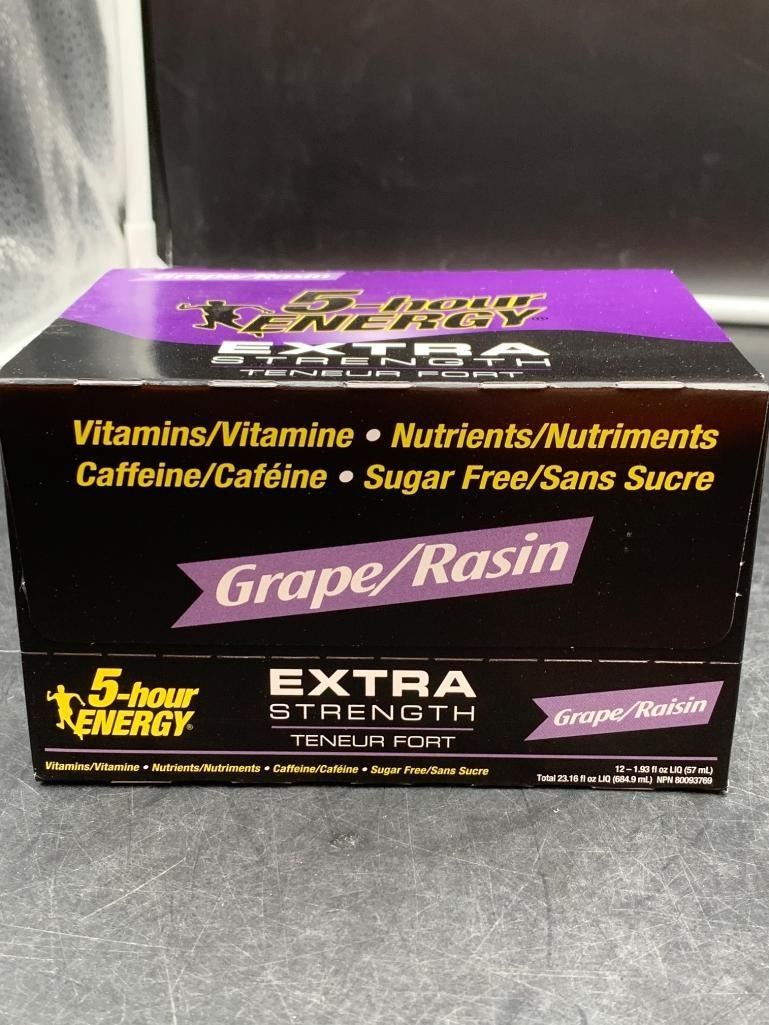 Grape/Rasin
5-hour
ENERGY®
EXTRA
STRENGTH
TENEUR FORT
Vitamins/Vitamine • Nutrients/Nutriments
Caffeine/Caféine • Sugar Free/Sans Sucre
Grape/Rasin
5-hour
ENERGY®
EXTRA
STRENGTH
TENEUR FORT
Grape/Raisin
Vitamins/Vitamine • Nutrients/Nutriments • Caffeine/Caféine • Sugar Free/Sans Sucre
12 – 1.93 fl oz LIQ (57 mL)
Total 23.16 fl oz LIQ (684.9 mL) NPN 80093769